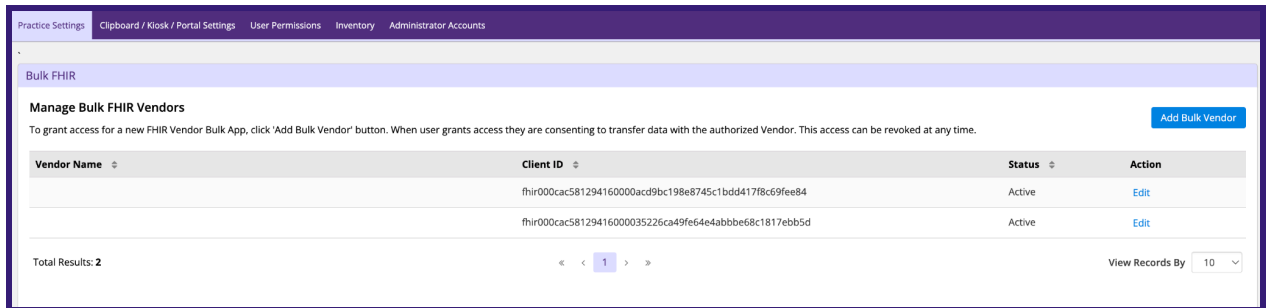 Practice Settings Clipboard / Kiosk / Portal Settings User Permissions Inventory Administrator Accounts
`
Bulk FHIR
Manage Bulk FHIR Vendors
To grant access for a new FHIR Vendor Bulk App, click 'Add Bulk Vendor' button. When user grants access they are consenting to transfer data with the authorized Vendor. This access can be revoked at any time.
Add Bulk Vendor
Vendor Name Client ID Status Action
fhir000cac581294160000acd9bc198e8745c1bdd417f8c69fee84 Active Edit
fhir000cac58129416000035226ca49fe64e4abbbe68c1817ebb5d Active Edit
Total Results: 2 « ‹ 1 › » View Records By 10